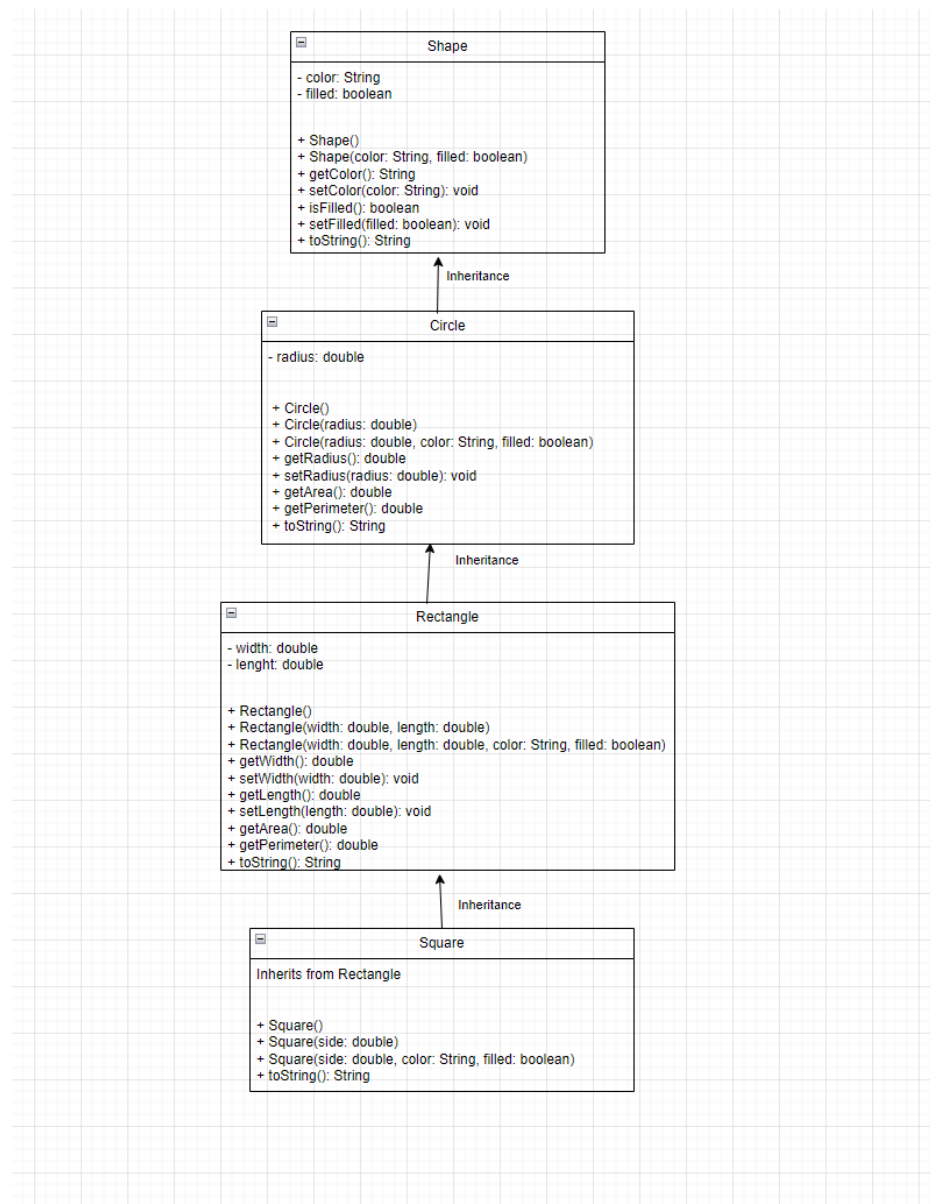 Shape
- color: String
- filled: boolean
+ Shape()
+ Shape(color: String, filled: boolean)
+ getColor(): String
+ setColor(color: String): void
+ isFilled(): boolean
+ setFilled(filled: boolean): void
+ toString(): String
Inheritance
Circle
- radius: double
+ Circle()
+ Circle(radius: double)
+ Circle(radius: double, color: String, filled: boolean)
+ getRadius(): double
+ setRadius(radius: double): void
+ getArea(): double
+ getPerimeter(): double
+ toString(): String
Inheritance
Rectangle
- width: double
- lenght: double
+ Rectangle()
+ Rectangle(width: double, length: double)
+ Rectangle(width: double, length: double, color: String, filled: boolean)
+ getWidth(): double
+ setWidth(width: double): void
+ getLength(): double
+ setLength(length: double): void
+ getArea(): double
+ getPerimeter(): double
+ toString(): String
Inheritance
Square
Inherits from Rectangle
+ Square()
+ Square(side: double)
+ Square(side: double, color: String, filled: boolean)
+ toString(): String